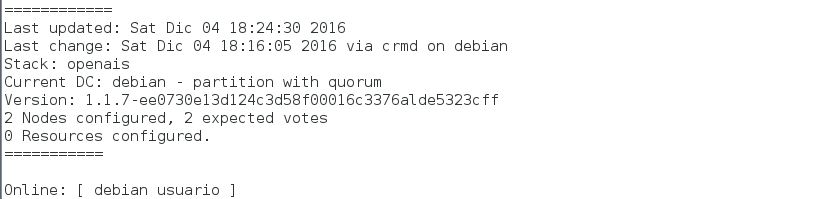 ============
Last updated: Sat Dic 04 18:24:30 2016
Last change: Sat Dic 04 18:16:05 2016 via crmd on debian
Stack: openais
Current DC: debian - partition with quorum
Version: 1.1.7-ee0730e13d124c3d58f00016c3376alde5323cff
2 Nodes configured, 2 expected votes
0 Resources configured.
===========
Online: [ debian usuario ]